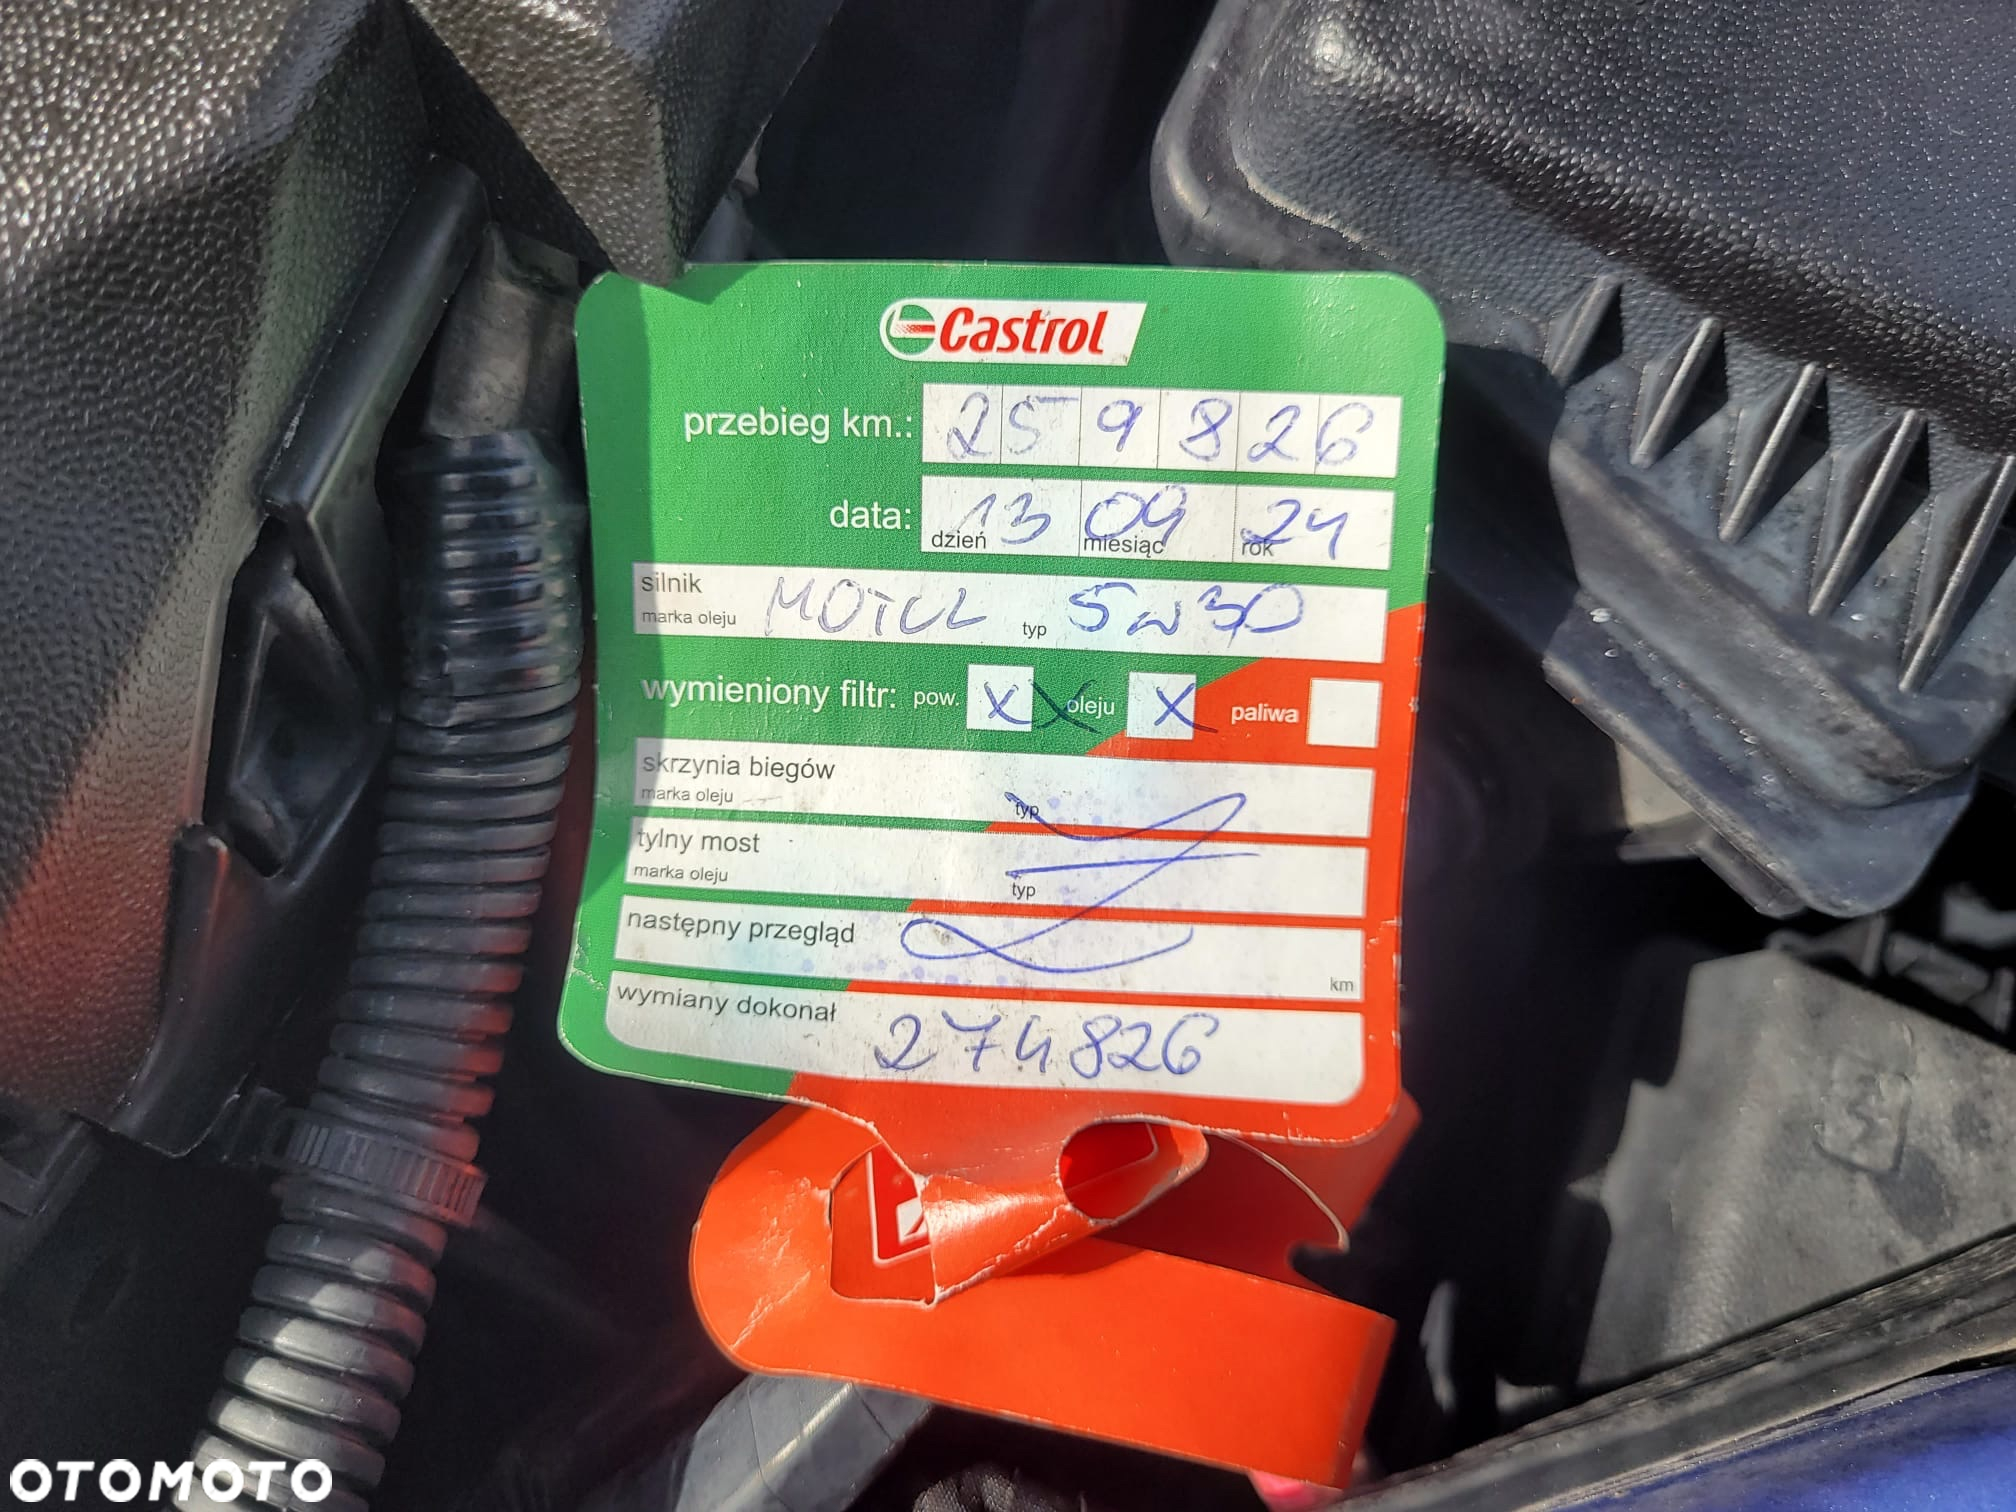 Castrol
przebieg km.: 259826
data: 13 09 24
dzień miesiąc rok
silnik
marka oleju MOTUL typ 5W30
wymieniony filtr: pow. X oleju X paliwa
skrzynia biegów
marka oleju typ
tylny most
marka oleju typ
następny przegląd km
wymiany dokonał 274826
OTOMOTO